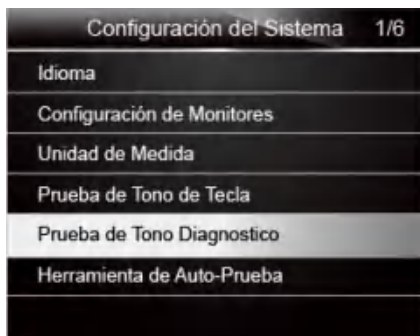 Configuración del Sistema 1/6
Idioma
Configuración de Monitores
Unidad de Medida
Prueba de Tono de Tecla
Prueba de Tono Diagnostico
Herramienta de Auto-Prueba